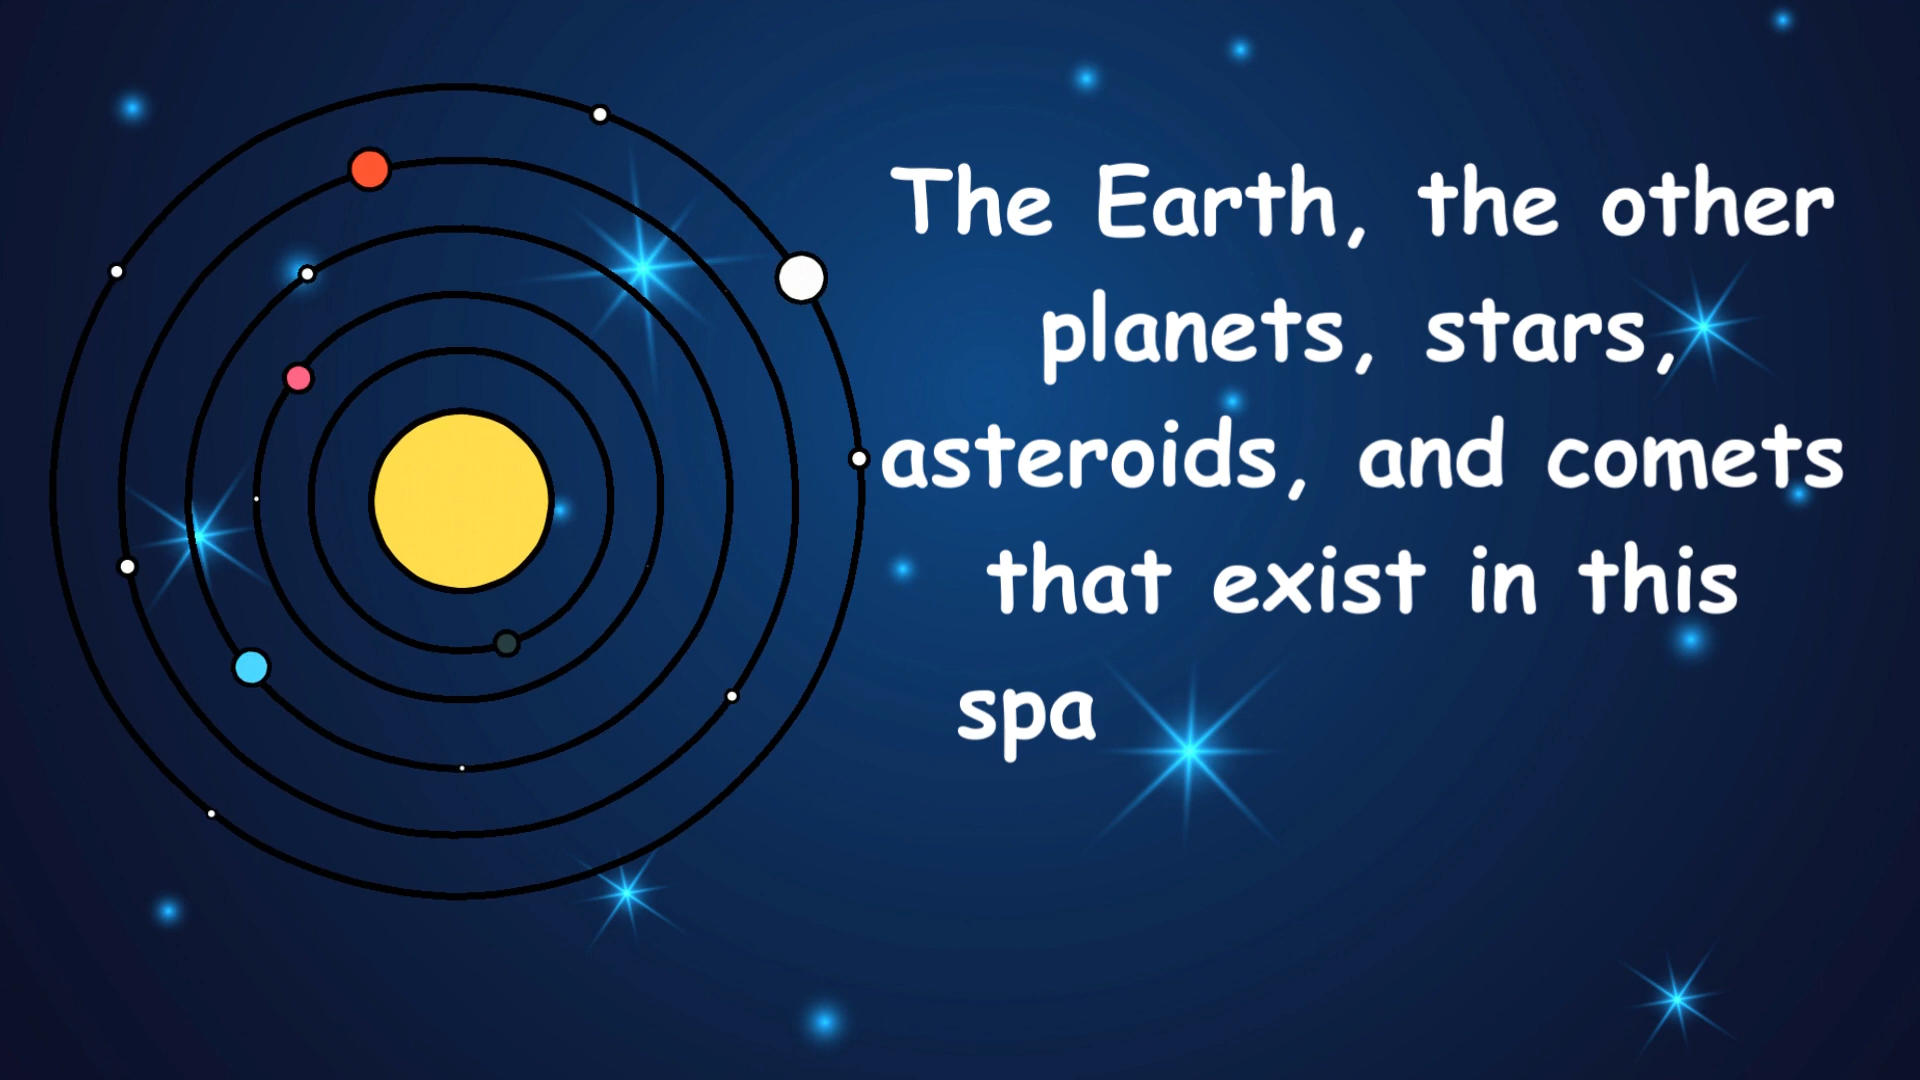 The Earth, the other
planets, stars,
asteroids, and comets
that exist in this
spa